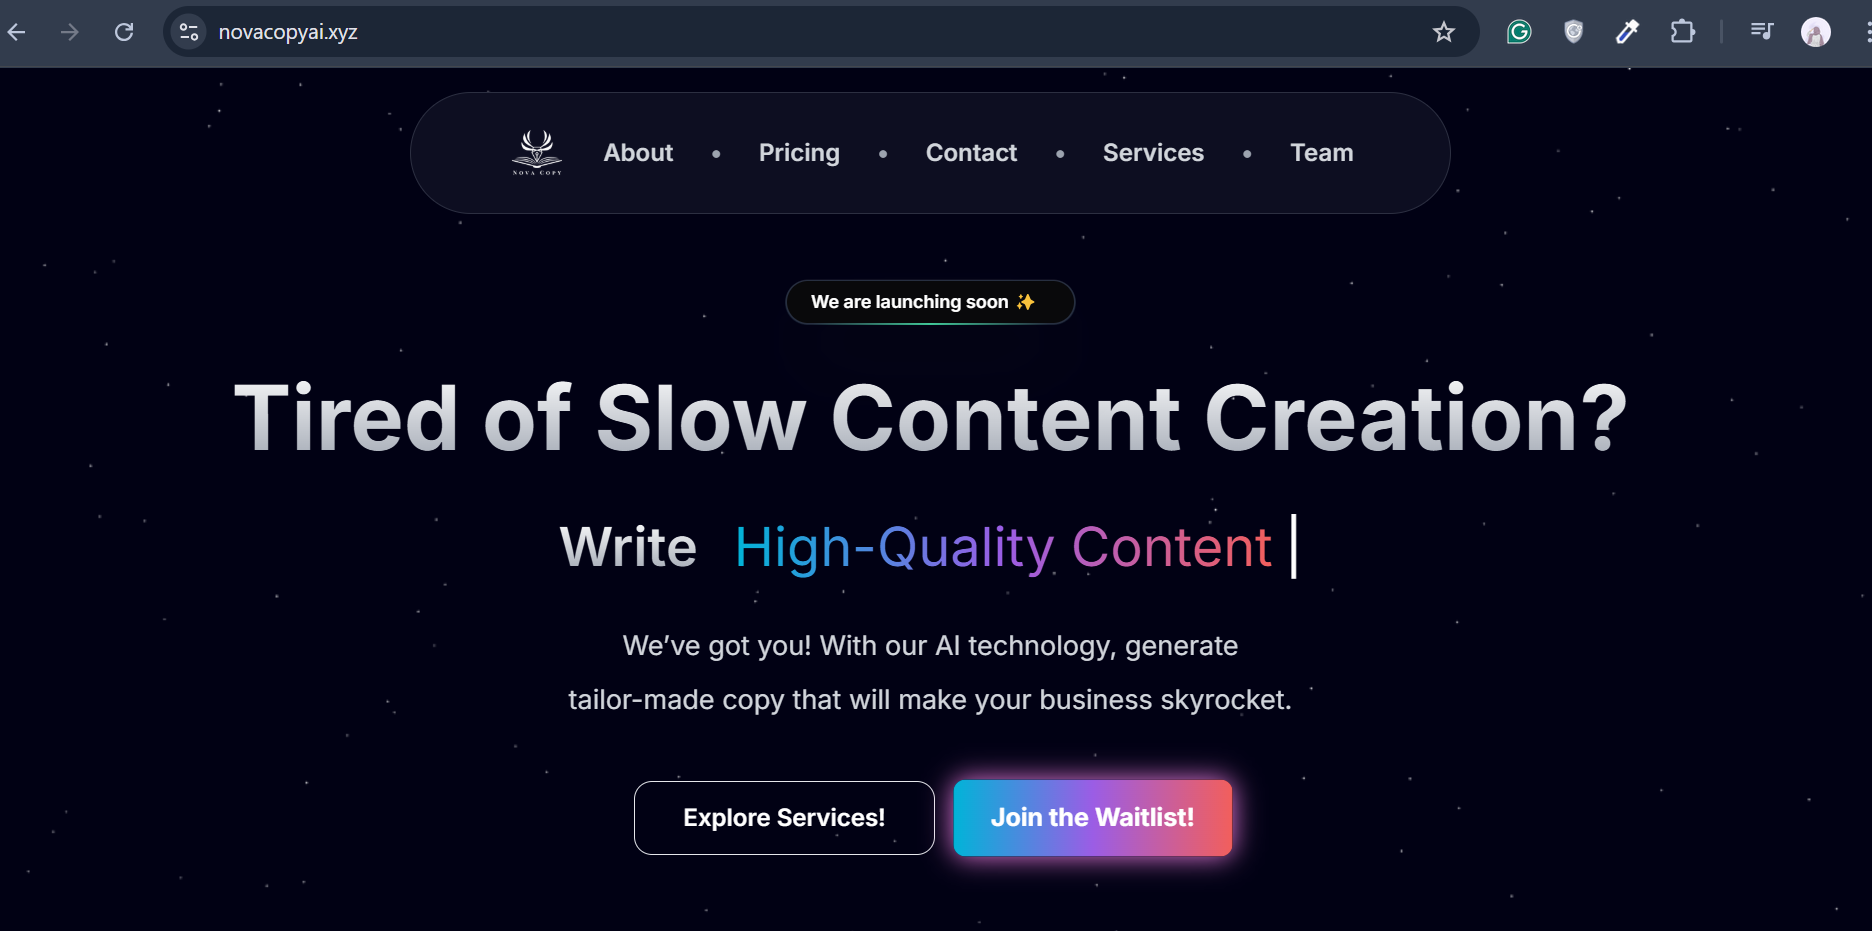 novacopyai.xyz
NOVA COPY
About • Pricing • Contact • Services • Team
We are launching soon ✨
Tired of Slow Content Creation?
Write High-Quality Content
We’ve got you! With our AI technology, generate
tailor-made copy that will make your business skyrocket.
Explore Services! Join the Waitlist!